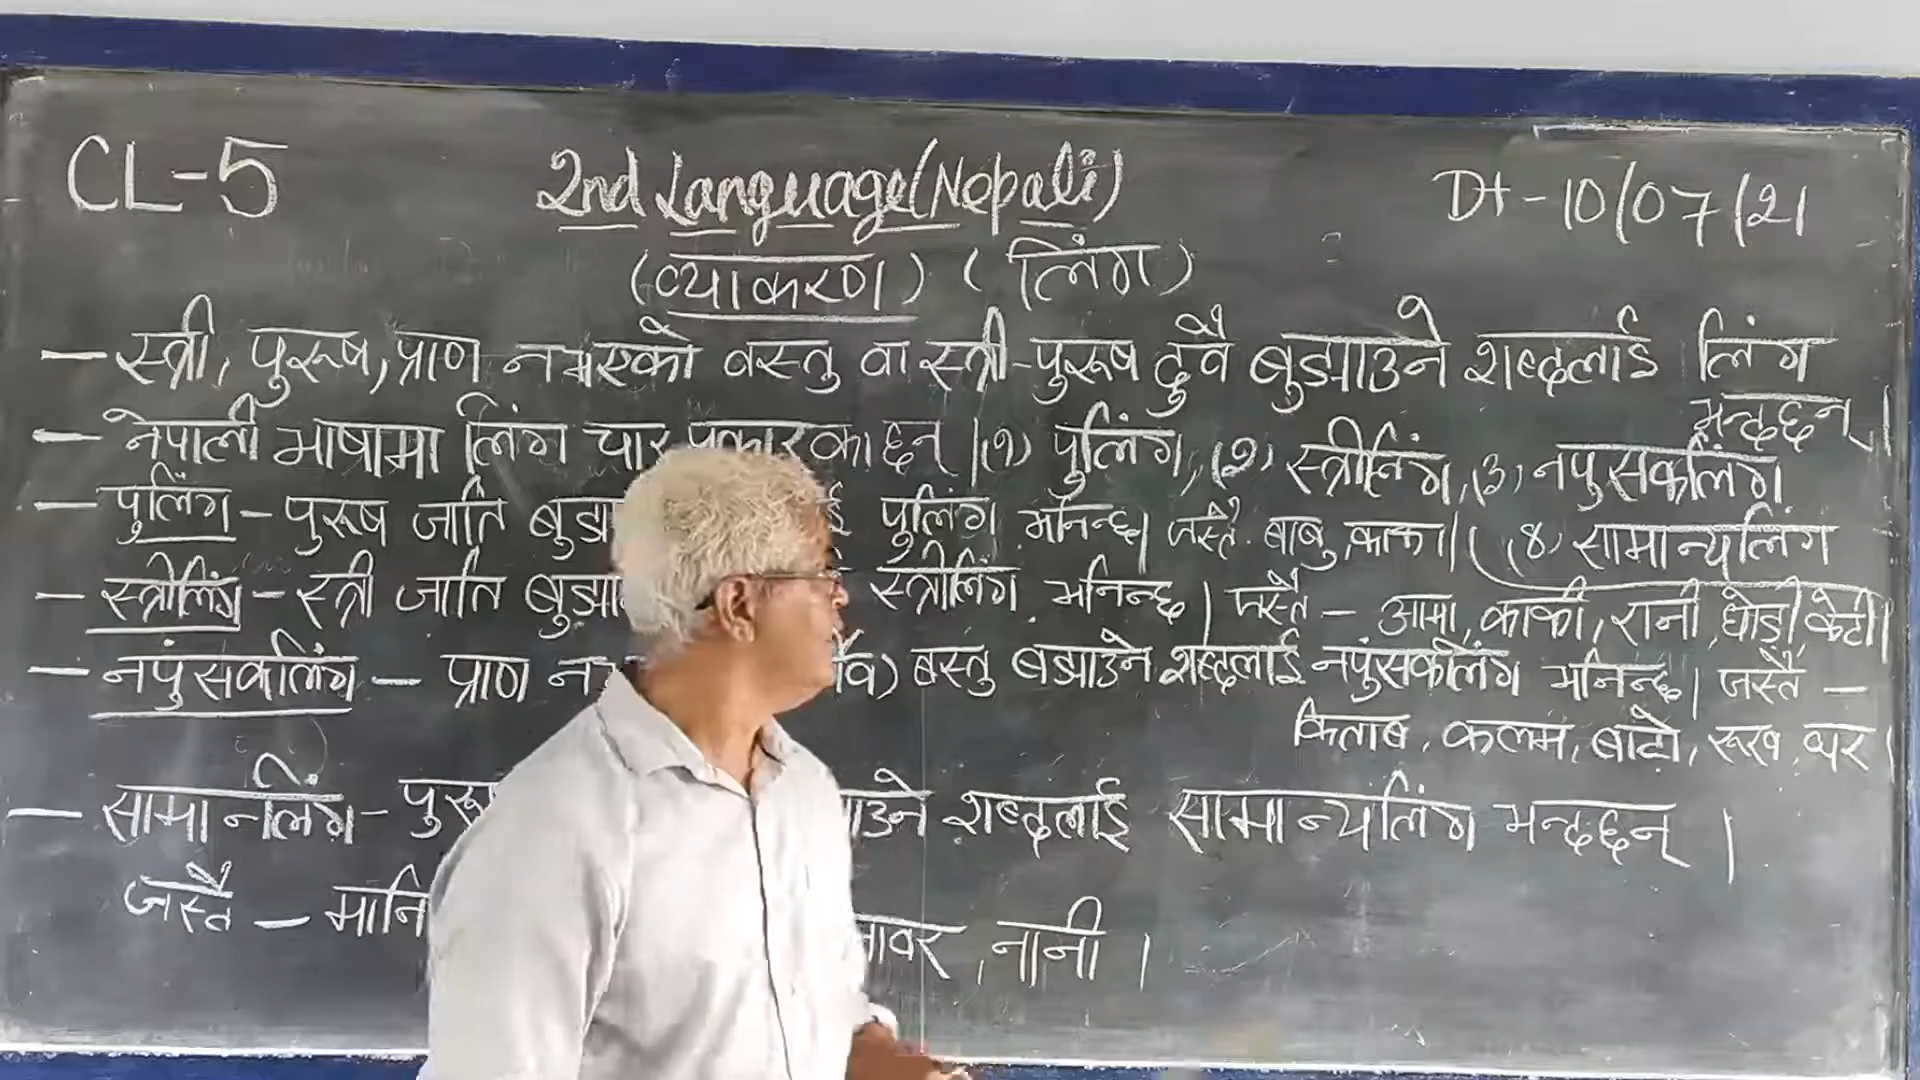 CL-5
2nd Language(Nepali)
Dt-10/07/21
(व्याकरण) (लिंग)
— स्त्री, पुरूष, प्राण नभएको वस्तु वा स्त्री-पुरूष दुवै बुझाउने शब्दलाई लिंग
भन्दछन्।
— नेपाली भाषामा लिंग चार प्रकारका छन्। (१) पुलिंग, (२) स्त्रीलिंग, (३) नपुसकलिंग
(४) सामान्यलिंग
— पुलिंग - पुरूष जाति पुलिंग भनिन्छ। जस्तै- बाबु, काका।
— स्त्रीलिंग - स्त्री जाति स्त्रीलिंग भनिन्छ। जस्तै – आमा, काकी, रानी, घोडी, केटी।
— नपुंसकलिंग — प्राण बस्तु बझाउने शब्दलाई नपुंसकलिंग भनिन्छ। जस्तै –
किताब, कलम, बाटो, रूख, घर।
— सामानलिंग - शब्दलाई सामान्यलिंग भन्दछन्।
जस्तै — नानी।